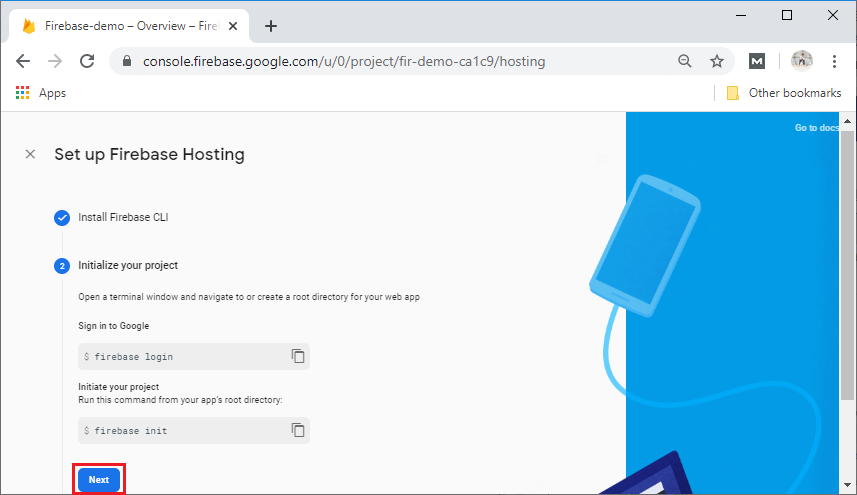 Firebase-demo – Overview – Fire
console.firebase.google.com/u/0/project/fir-demo-ca1c9/hosting
M
Apps
Other bookmarks
Go to docs
Set up Firebase Hosting
Install Firebase CLI
2
Initialize your project
Open a terminal window and navigate to or create a root directory for your web app
Sign in to Google
$ firebase login
Initiate your project
Run this command from your app's root directory:
$ firebase init
Next